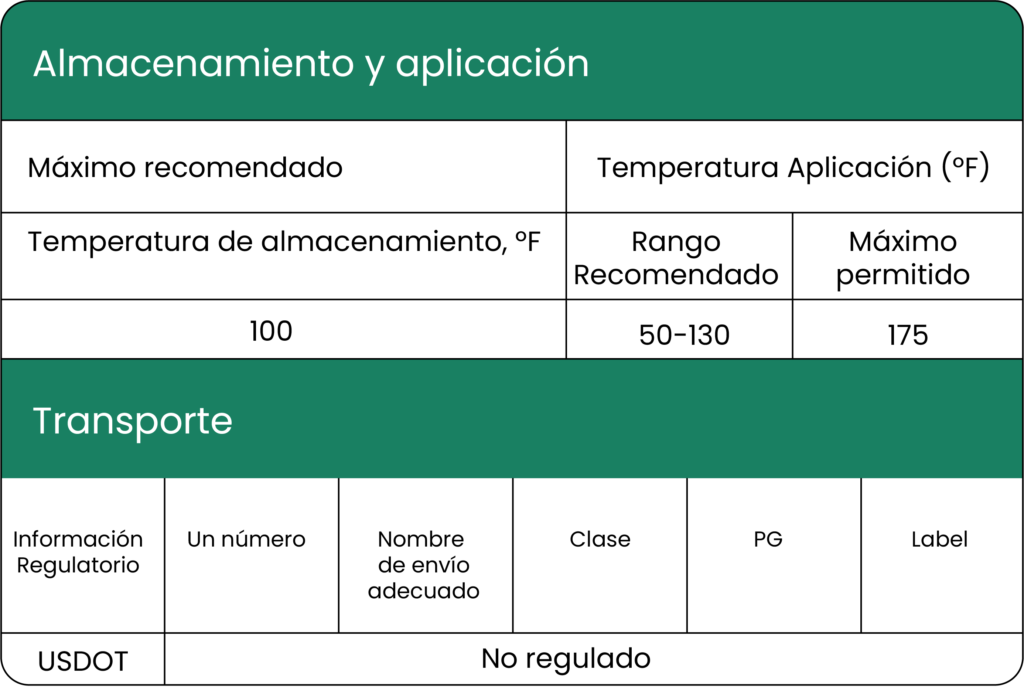 Almacenamiento y aplicación
Máximo recomendado
Temperatura Aplicación (ºF)
Temperatura de almacenamiento, ºF
Rango
Recomendado
Máximo
permitido
100
50-130
175
Transporte
Información
Regulatorio
Un número
Nombre
de envío
adecuado
Clase
PG
Label
USDOT
No regulado